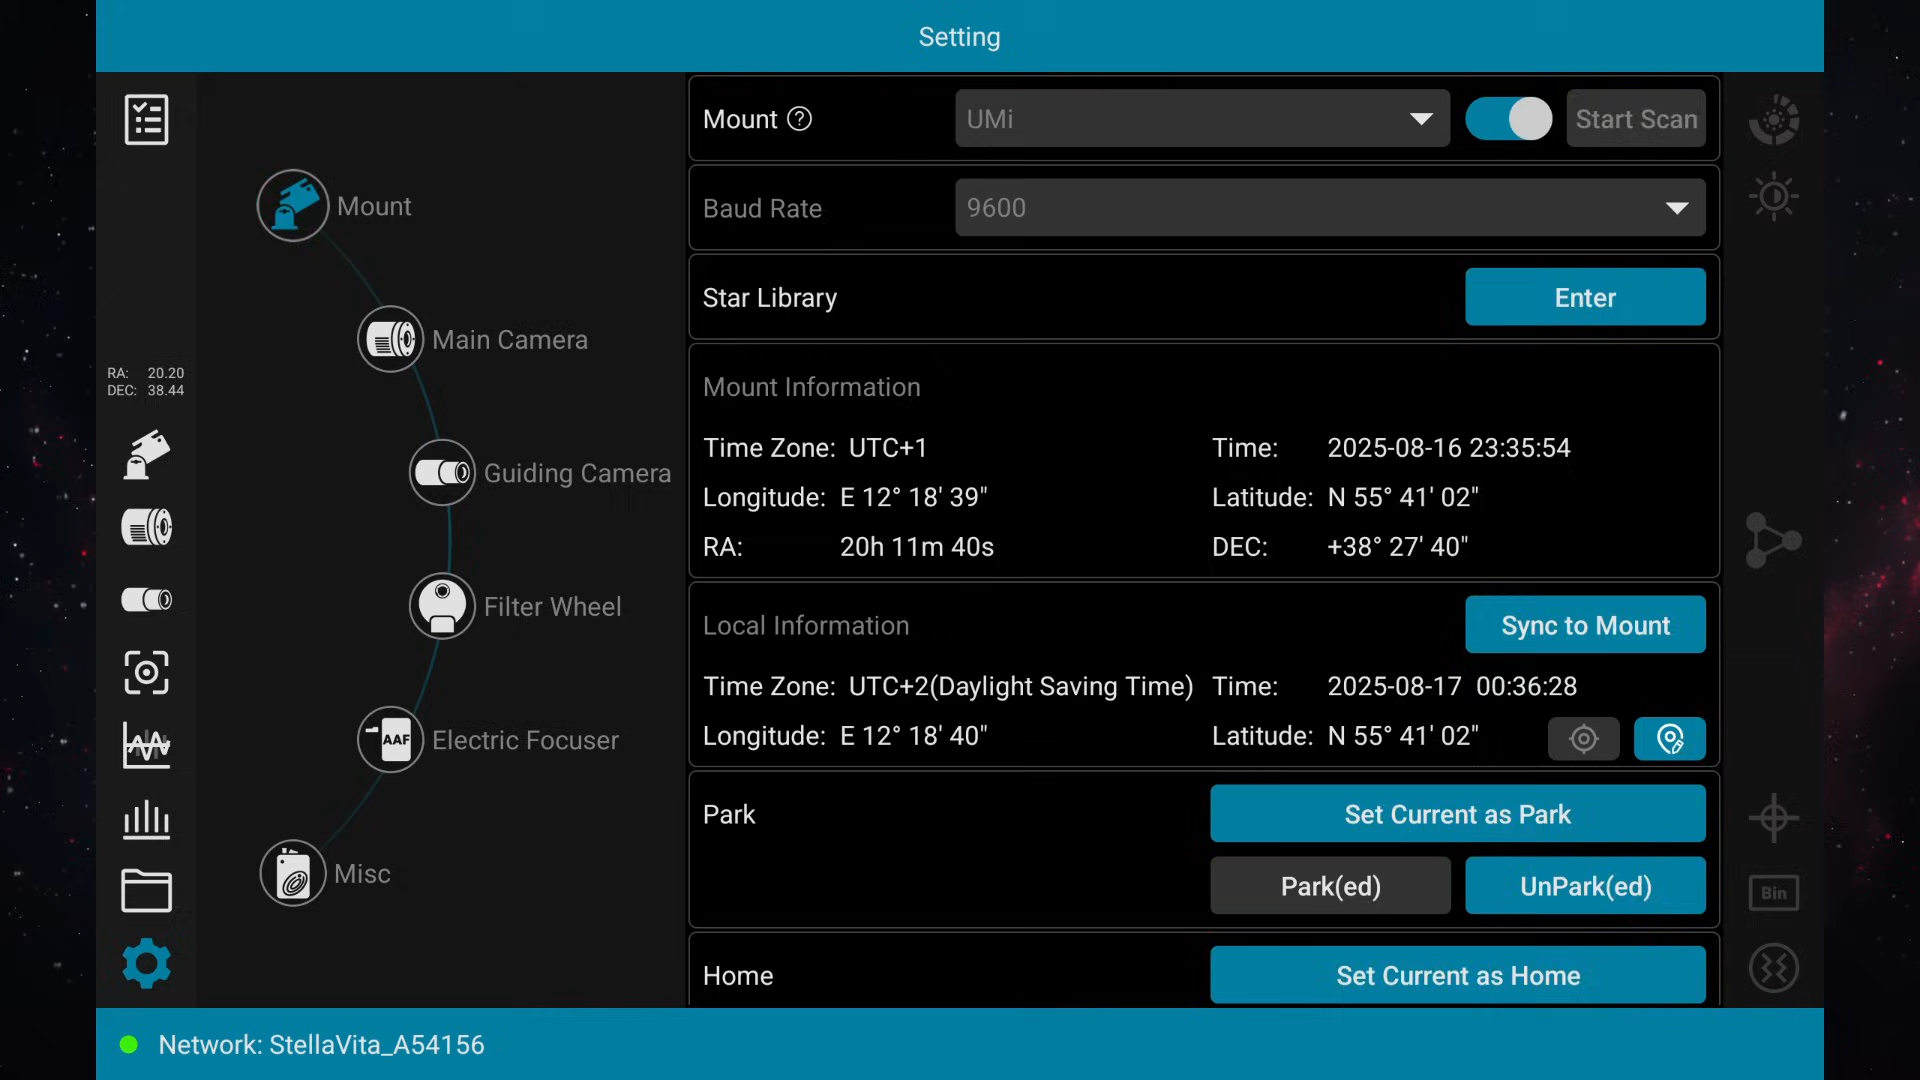 Setting
Mount ?
UMi
Start Scan
Baud Rate
9600
Star Library
Enter
Mount Information
Time Zone: UTC+1
Time: 2025-08-16 23:35:54
Longitude: E 12° 18' 39"
Latitude: N 55° 41' 02"
RA: 20h 11m 40s
DEC: +38° 27' 40"
Local Information
Sync to Mount
Time Zone: UTC+2(Daylight Saving Time)
Time: 2025-08-17 00:36:28
Longitude: E 12° 18' 40"
Latitude: N 55° 41' 02"
Park
Set Current as Park
Park(ed)
UnPark(ed)
Home
Set Current as Home
Mount
Main Camera
Guiding Camera
Filter Wheel
AAF
Electric Focuser
Misc
RA: 20.20
DEC: 38.44
Bin
Network: StellaVita_A54156